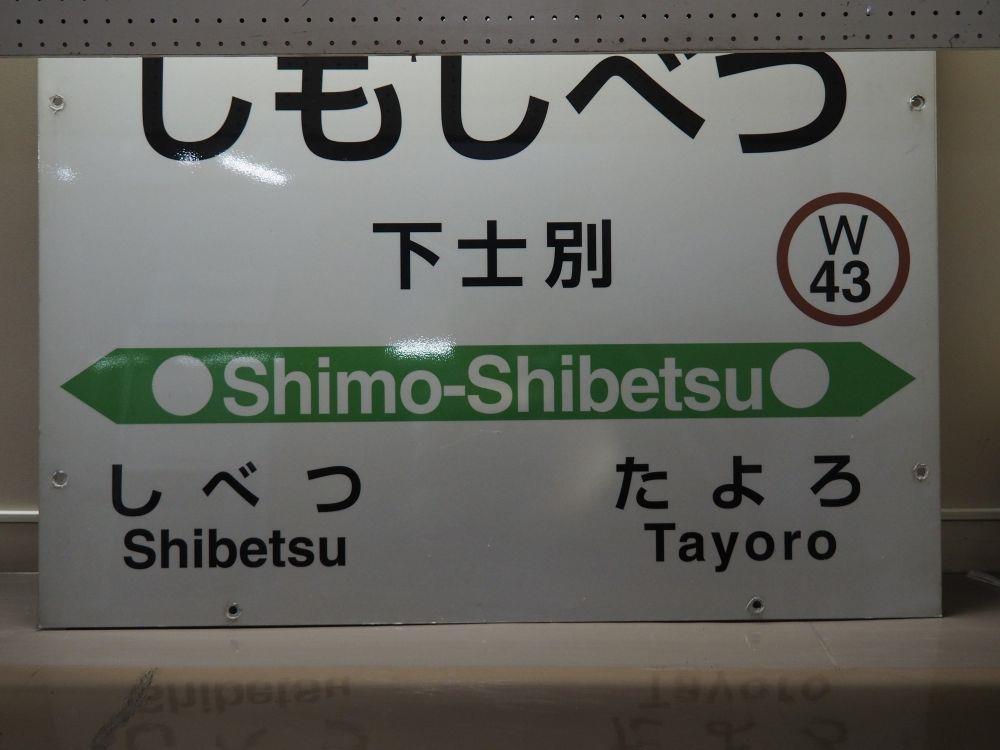 しもしべつ
下士別
W
43
Shimo-Shibetsu
しべつ
Shibetsu
たよろ
Tayoro